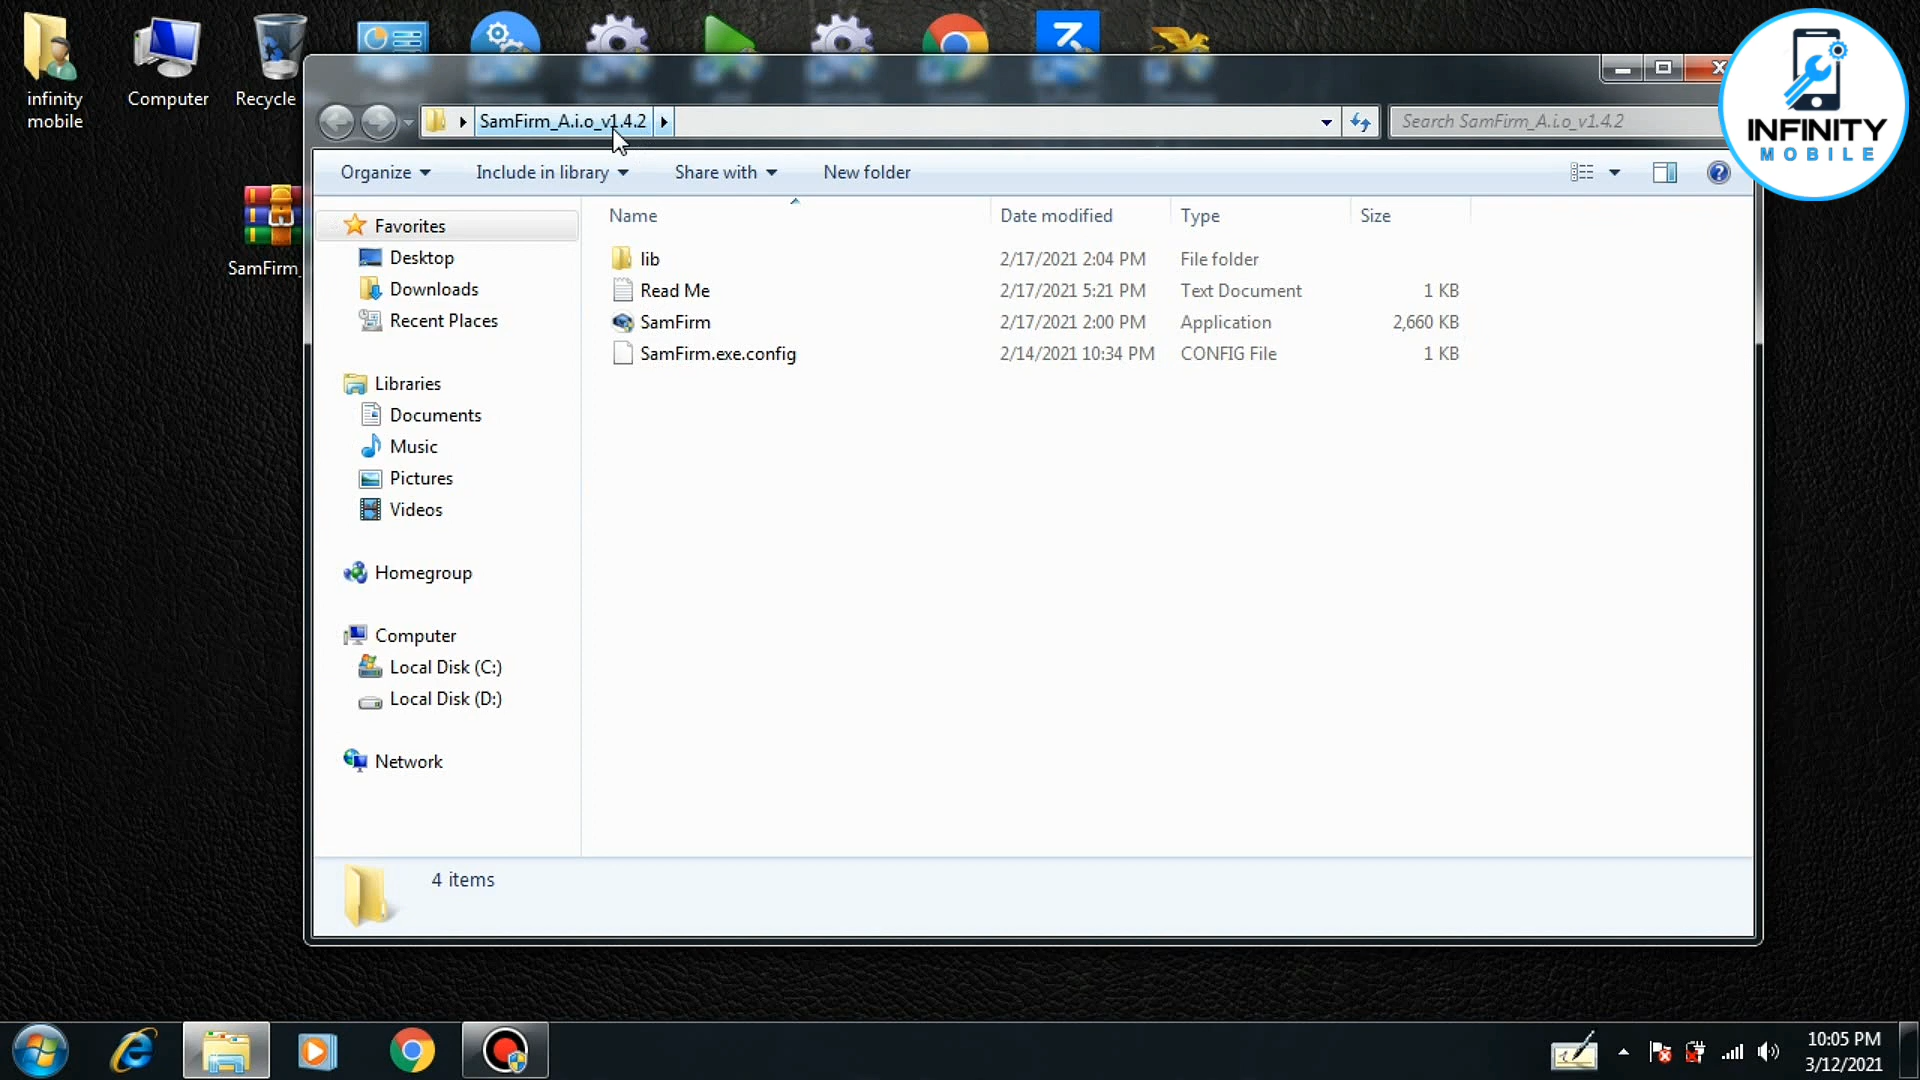 infinity
mobile
Computer
Recycle
SamFirm_
SamFirm_A.i.o_v1.4.2
Search SamFirm_A.i.o_v1.4.2
INFINITY
MOBILE
Organize
Include in library
Share with
New folder
Name
Date modified
Type
Size
lib 2/17/2021 2:04 PM File folder
Read Me 2/17/2021 5:21 PM Text Document 1 KB
SamFirm 2/17/2021 2:00 PM Application 2,660 KB
SamFirm.exe.config 2/14/2021 10:34 PM CONFIG File 1 KB
Favorites
Desktop
Downloads
Recent Places
Libraries
Documents
Music
Pictures
Videos
Homegroup
Computer
Local Disk (C:)
Local Disk (D:)
Network
4 items
10:05 PM
3/12/2021